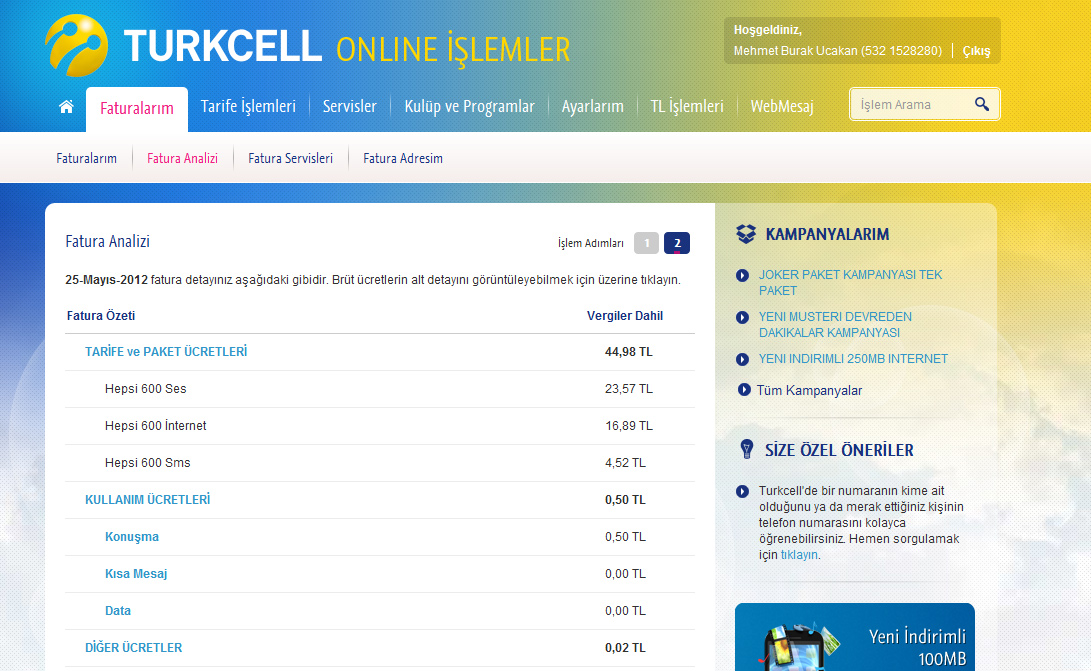 TURKCELL ONLINE İŞLEMLER
Hoşgeldiniz,
Mehmet Burak Ucakan (532 1528280) | Çıkış
Faturalarım
Tarife İşlemleri
Servisler
Kulüp ve Programlar
Ayarlarım
TL İşlemleri
WebMesaj
İşlem Arama
Faturalarım
Fatura Analizi
Fatura Servisleri
Fatura Adresim
Fatura Analizi
İşlem Adımları 1 2
25-Mayıs-2012 fatura detayınız aşağıdaki gibidir. Brüt ücretlerin alt detayını görüntüleyebilmek için üzerine tıklayın.
Fatura Özeti Vergiler Dahil
TARİFE ve PAKET ÜCRETLERİ 44,98 TL
Hepsi 600 Ses 23,57 TL
Hepsi 600 İnternet 16,89 TL
Hepsi 600 Sms 4,52 TL
KULLANIM ÜCRETLERİ 0,50 TL
Konuşma 0,50 TL
Kısa Mesaj 0,00 TL
Data 0,00 TL
DİĞER ÜCRETLER 0,02 TL
KAMPANYALARIM
JOKER PAKET KAMPANYASI TEK
PAKET
YENI MUSTERI DEVREDEN
DAKIKALAR KAMPANYASI
YENI INDIRIMLI 250MB INTERNET
Tüm Kampanyalar
SİZE ÖZEL ÖNERİLER
Turkcell'de bir numaranın kime ait
olduğunu ya da merak ettiğiniz kişinin
telefon numarasını kolayca
öğrenebilirsiniz. Hemen sorgulamak
için tıklayın.
Yeni İndirimli
100MB